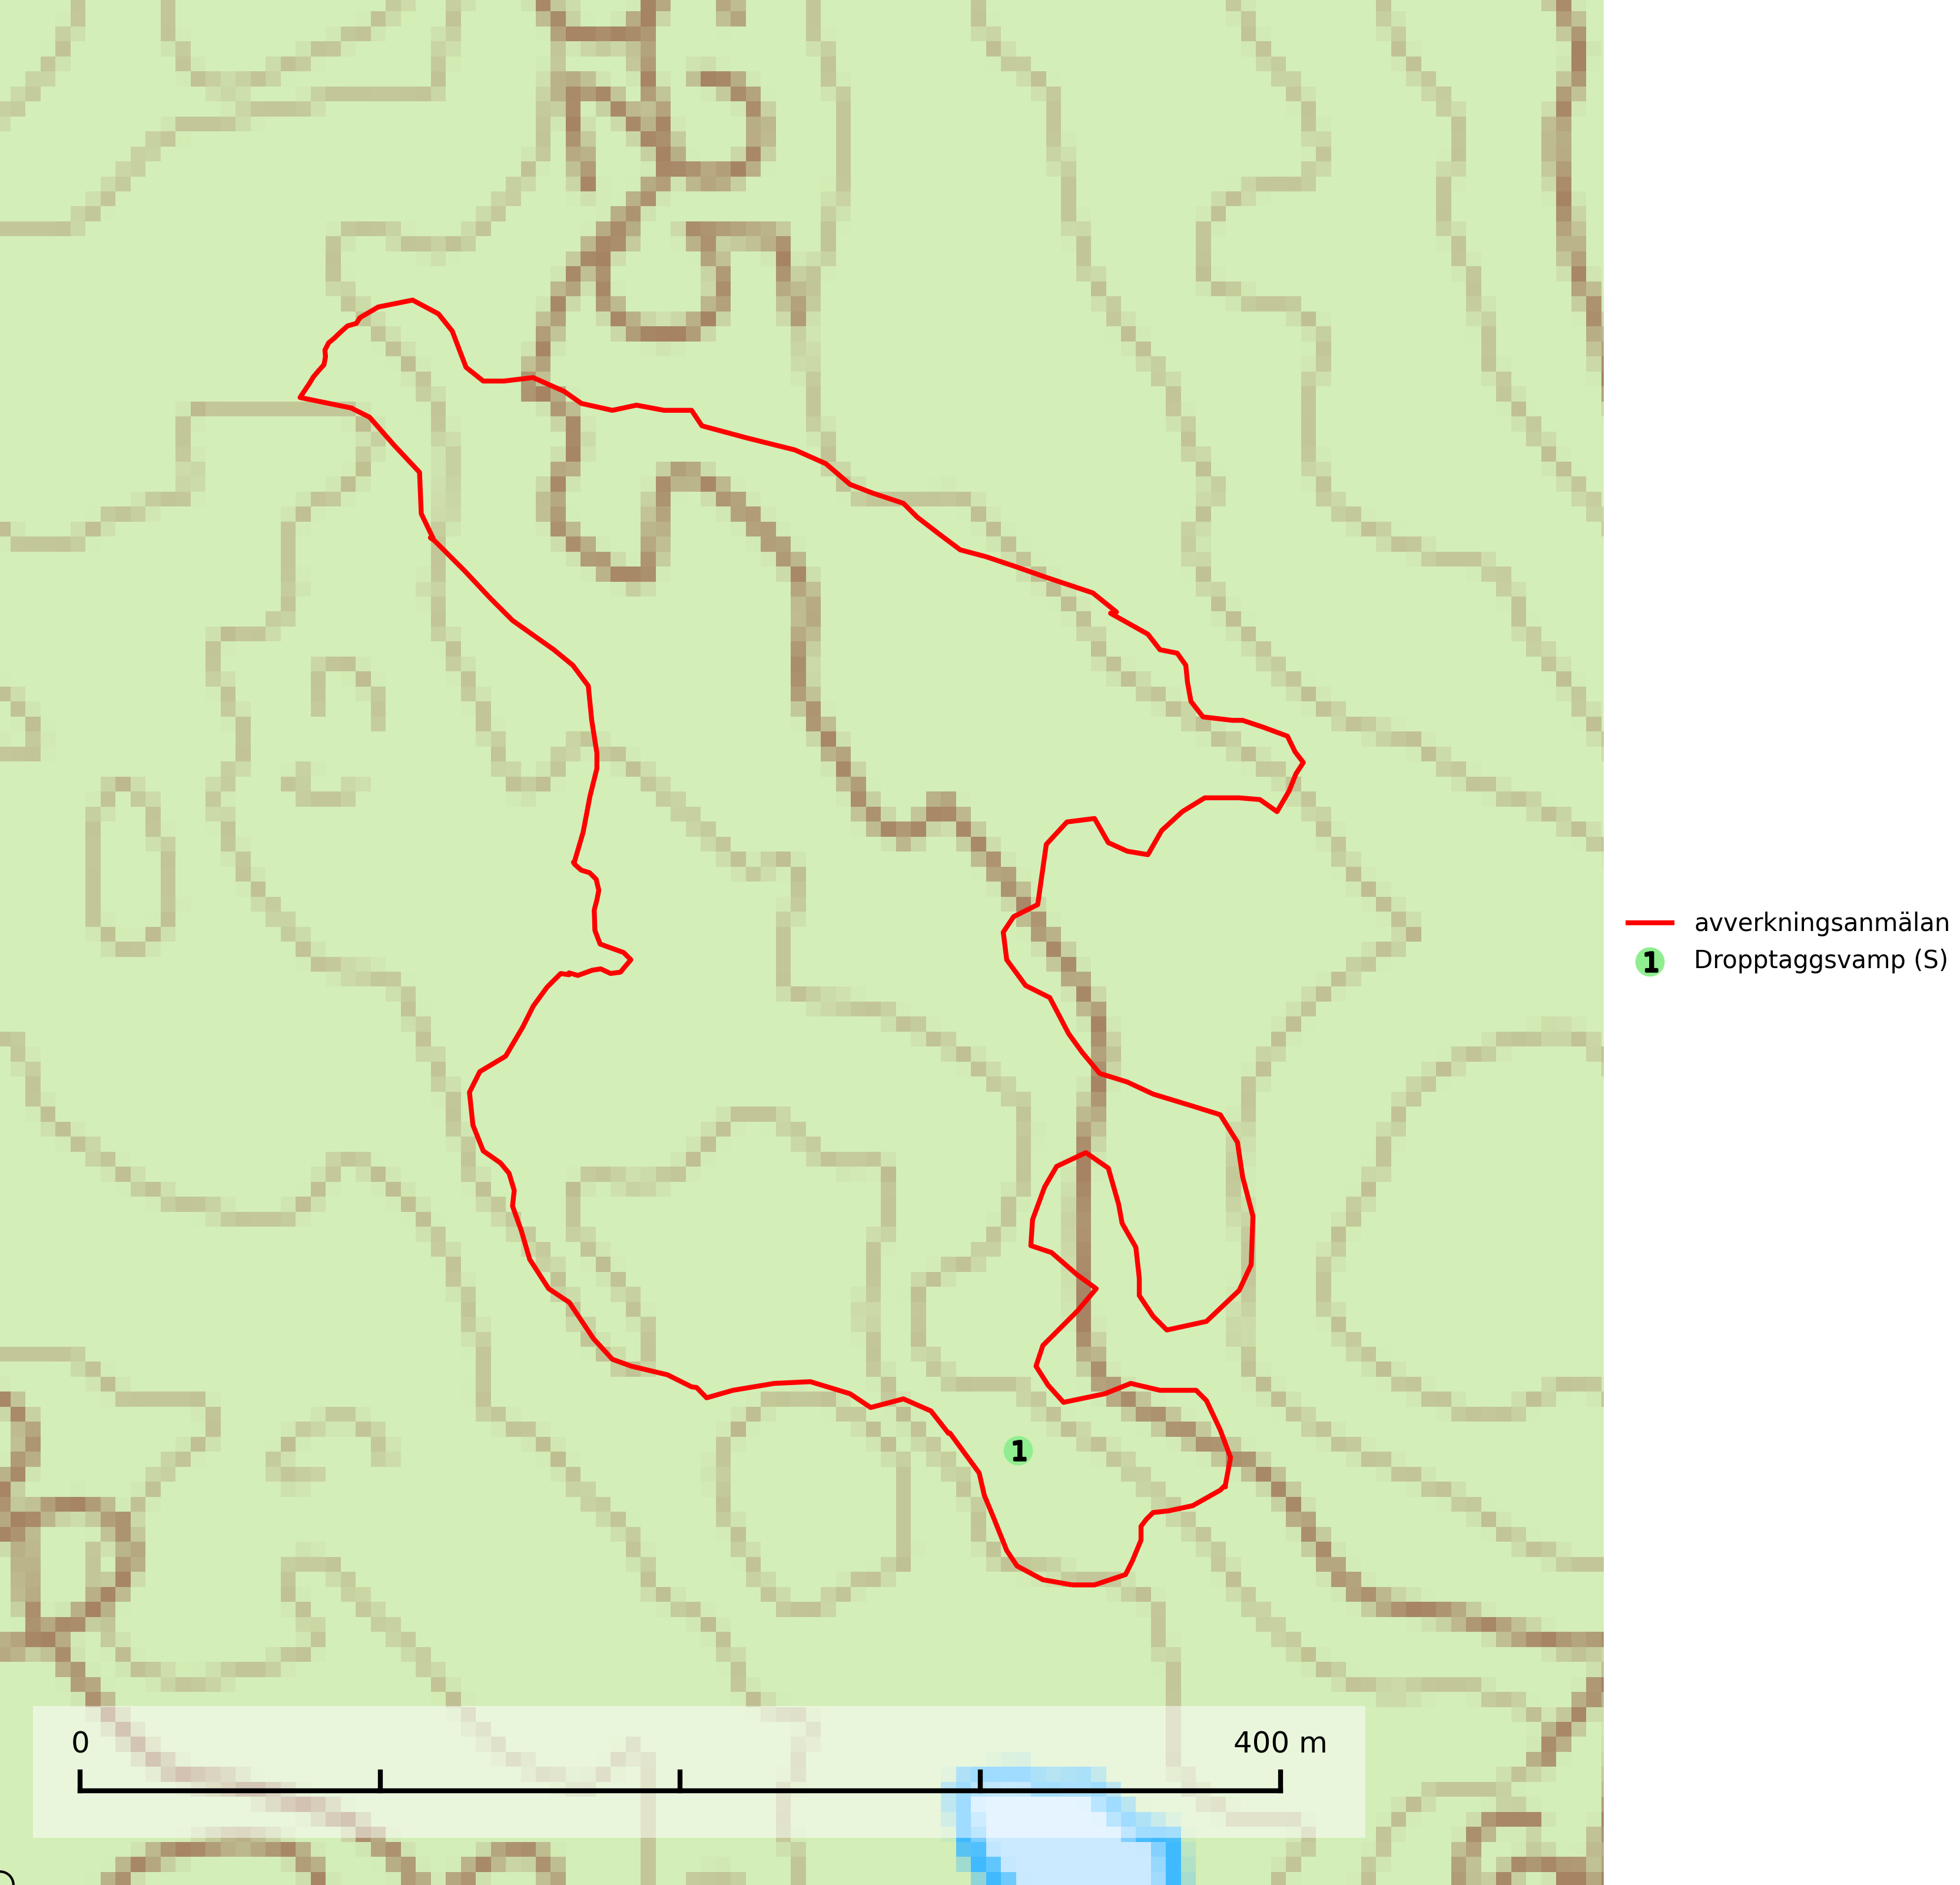 avverkningsanmälan
1 Dropptaggsvamp (S)
1
0 400 m